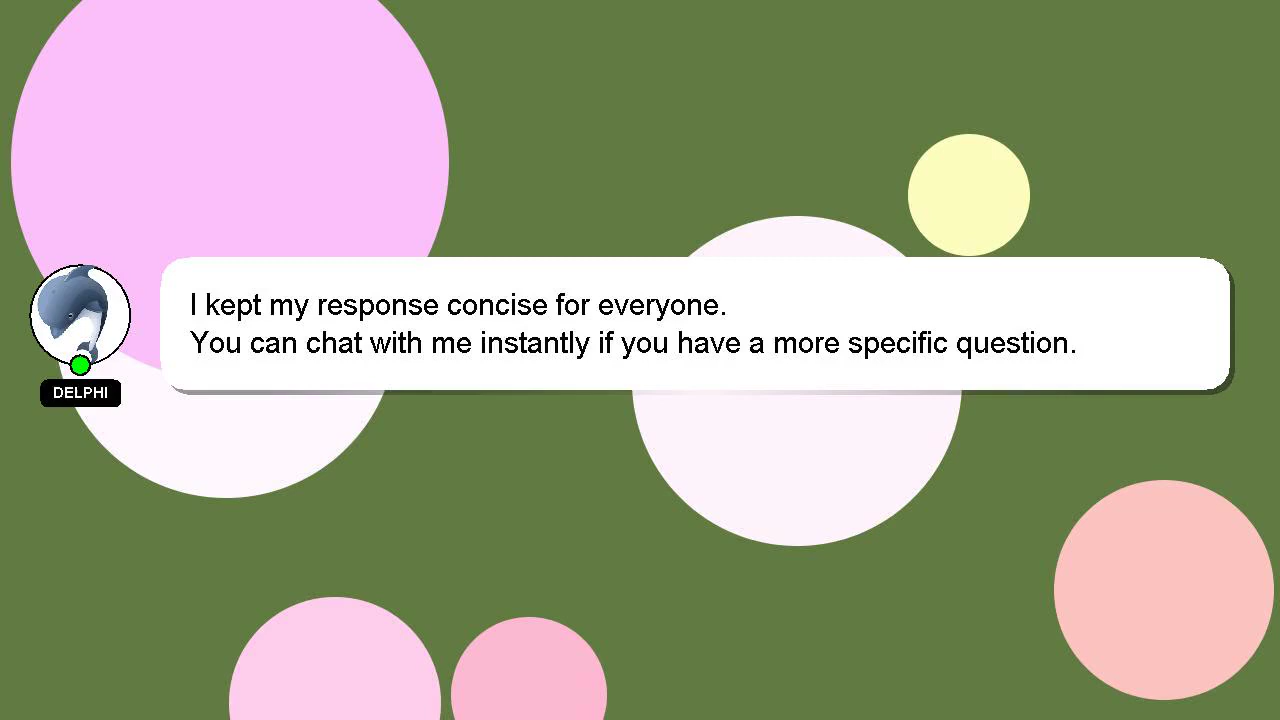 I kept my response concise for everyone.
You can chat with me instantly if you have a more specific question.
DELPHI